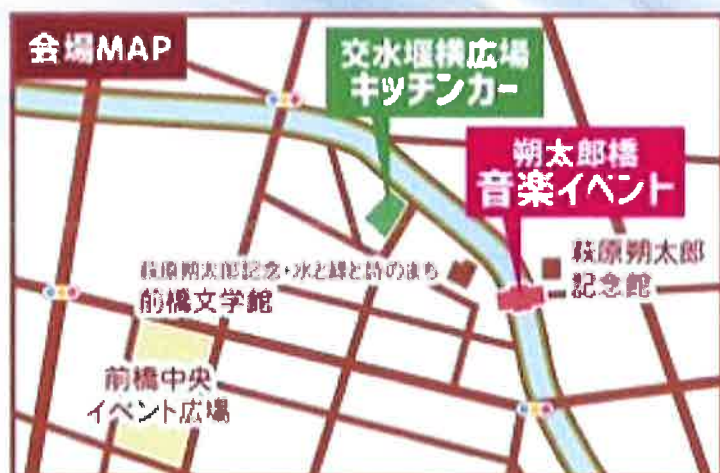 会場MAP
交水堰横広場
キッチンカー
朔太郎橋
音楽イベント
萩原朔太郎
記念館
萩原朔太郎記念・水と緑と詩のまち
前橋文学館
前橋中央
イベント広場